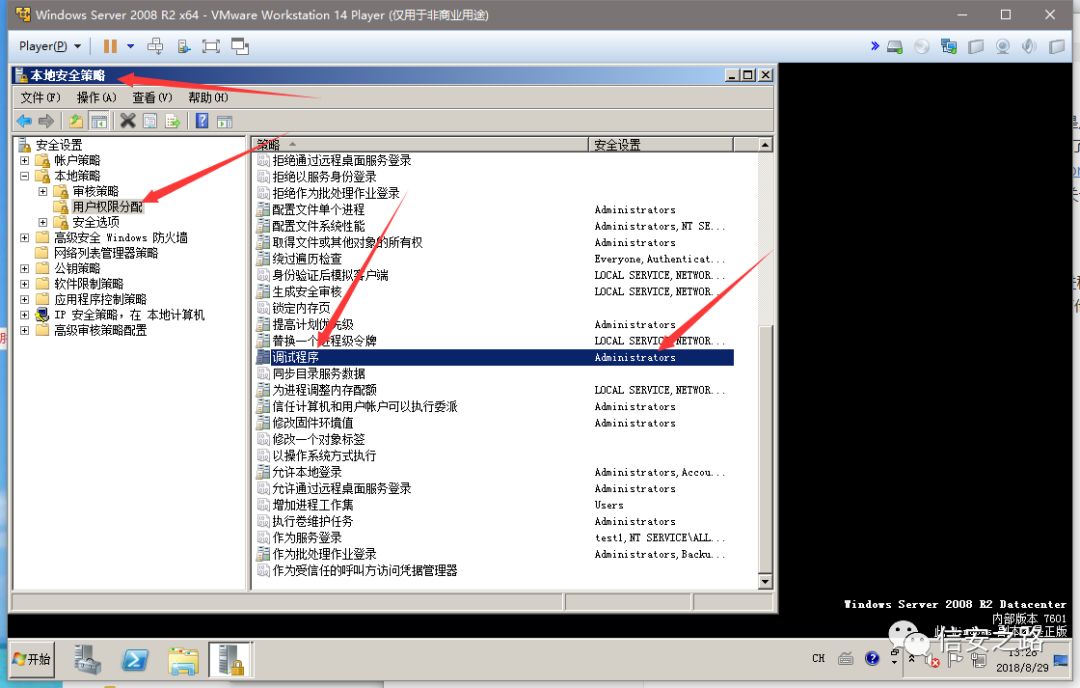 Windows Server 2008 R2 x64 - VMware Workstation 14 Player (仅用于非商业用途)
Player(P)
本地安全策略
文件(F) 操作(A) 查看(V) 帮助(H)
安全设置
帐户策略
本地策略
审核策略
用户权限分配
安全选项
高级安全 Windows 防火墙
网络列表管理器策略
公钥策略
软件限制策略
应用程序控制策略
IP 安全策略，在 本地计算机
高级审核策略配置
策略 安全设置
拒绝通过远程桌面服务登录
拒绝以服务身份登录
拒绝作为批处理作业登录
配置文件单个进程 Administrators
配置文件系统性能 Administrators,NT SE...
取得文件或其他对象的所有权 Administrators
绕过遍历检查 Everyone,Authenticat...
身份验证后模拟客户端 LOCAL SERVICE,NETWOR...
生成安全审核 LOCAL SERVICE,NETWOR...
锁定内存页
提高计划优先级 Administrators
替换一个进程级令牌 LOCAL SERVICE,NETWOR...
调试程序 Administrators
同步目录服务数据
为进程调整内存配额 LOCAL SERVICE,NETWOR...
信任计算机和用户帐户可以执行委派 Administrators
修改固件环境值 Administrators
修改一个对象标签
以操作系统方式执行
允许本地登录 Administrators,Accou...
允许通过远程桌面服务登录 Administrators
增加进程工作集 Users
执行卷维护任务 Administrators
作为服务登录 test1,NT SERVICE\ALL...
作为批处理作业登录 Administrators,Backu...
作为受信任的呼叫方访问凭据管理器
Windows Server 2008 R2 Datacenter
内部版本 7601
此 Windows 副本不是正版
信安之路
开始
CH
13:26
2018/8/29